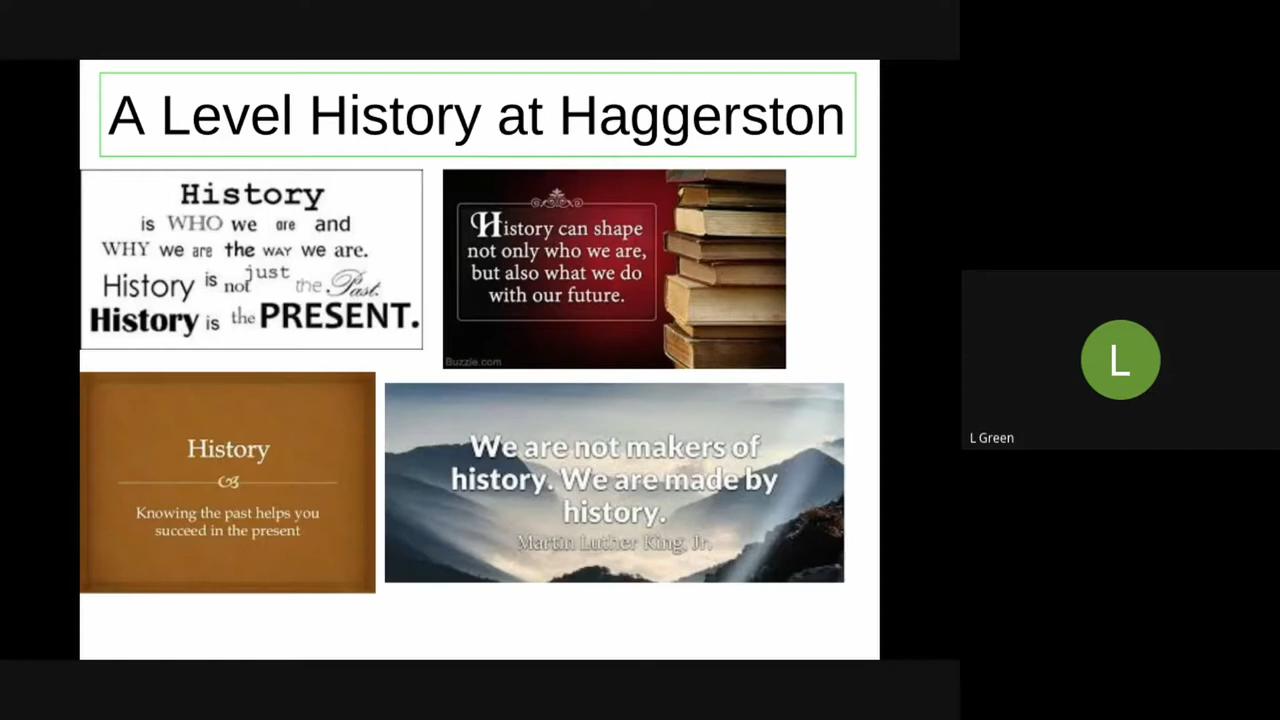 A Level History at Haggerston
History
is WHO we are and
WHY we are the WAY we are.
History is not just the Past.
History is the PRESENT.
History can shape
not only who we are,
but also what we do
with our future.
Buzzle.com
History
Knowing the past helps you
succeed in the present
We are not makers of
history. We are made by
history.
Martin Luther King, Jr.
L
L Green